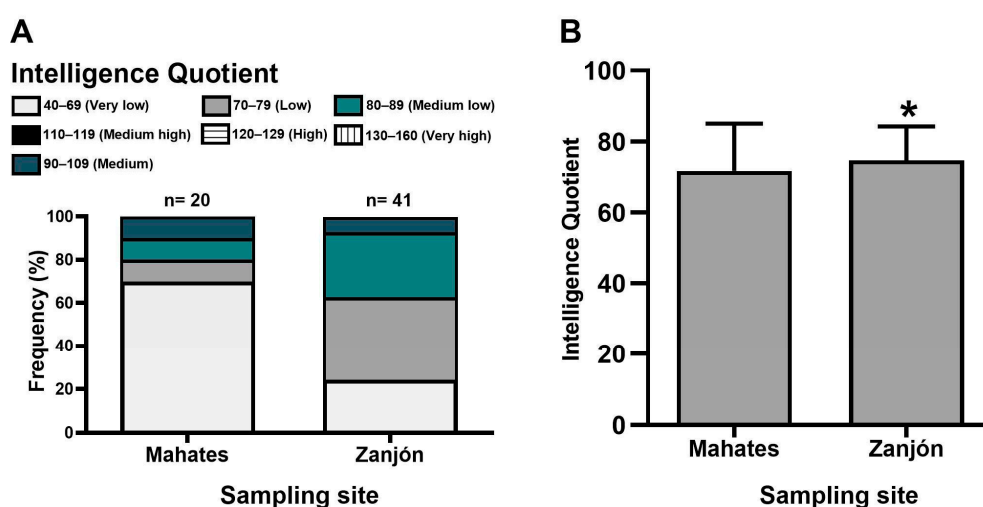 A
Intelligence Quotient
40–69 (Very low) 70–79 (Low) 80–89 (Medium low)
110–119 (Medium high) 120–129 (High) 130–160 (Very high)
90–109 (Medium)
n= 20 n= 41
Frequency (%)
100
80
60
40
20
0
Mahates Zanjón
Sampling site
B
Intelligence Quotient
100
80
60
40
20
0
*
Mahates Zanjón
Sampling site